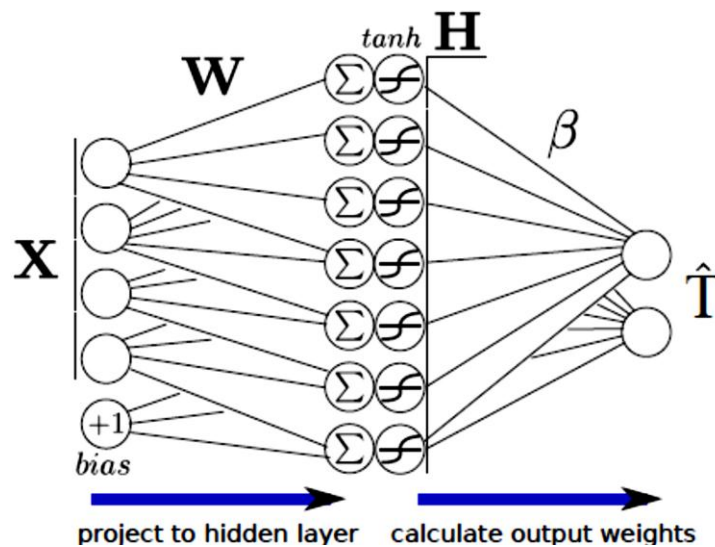 tanh H
W
Σ
Σ
β
Σ
X
Σ
T̂
Σ
Σ
+1
Σ
bias
project to hidden layer calculate output weights